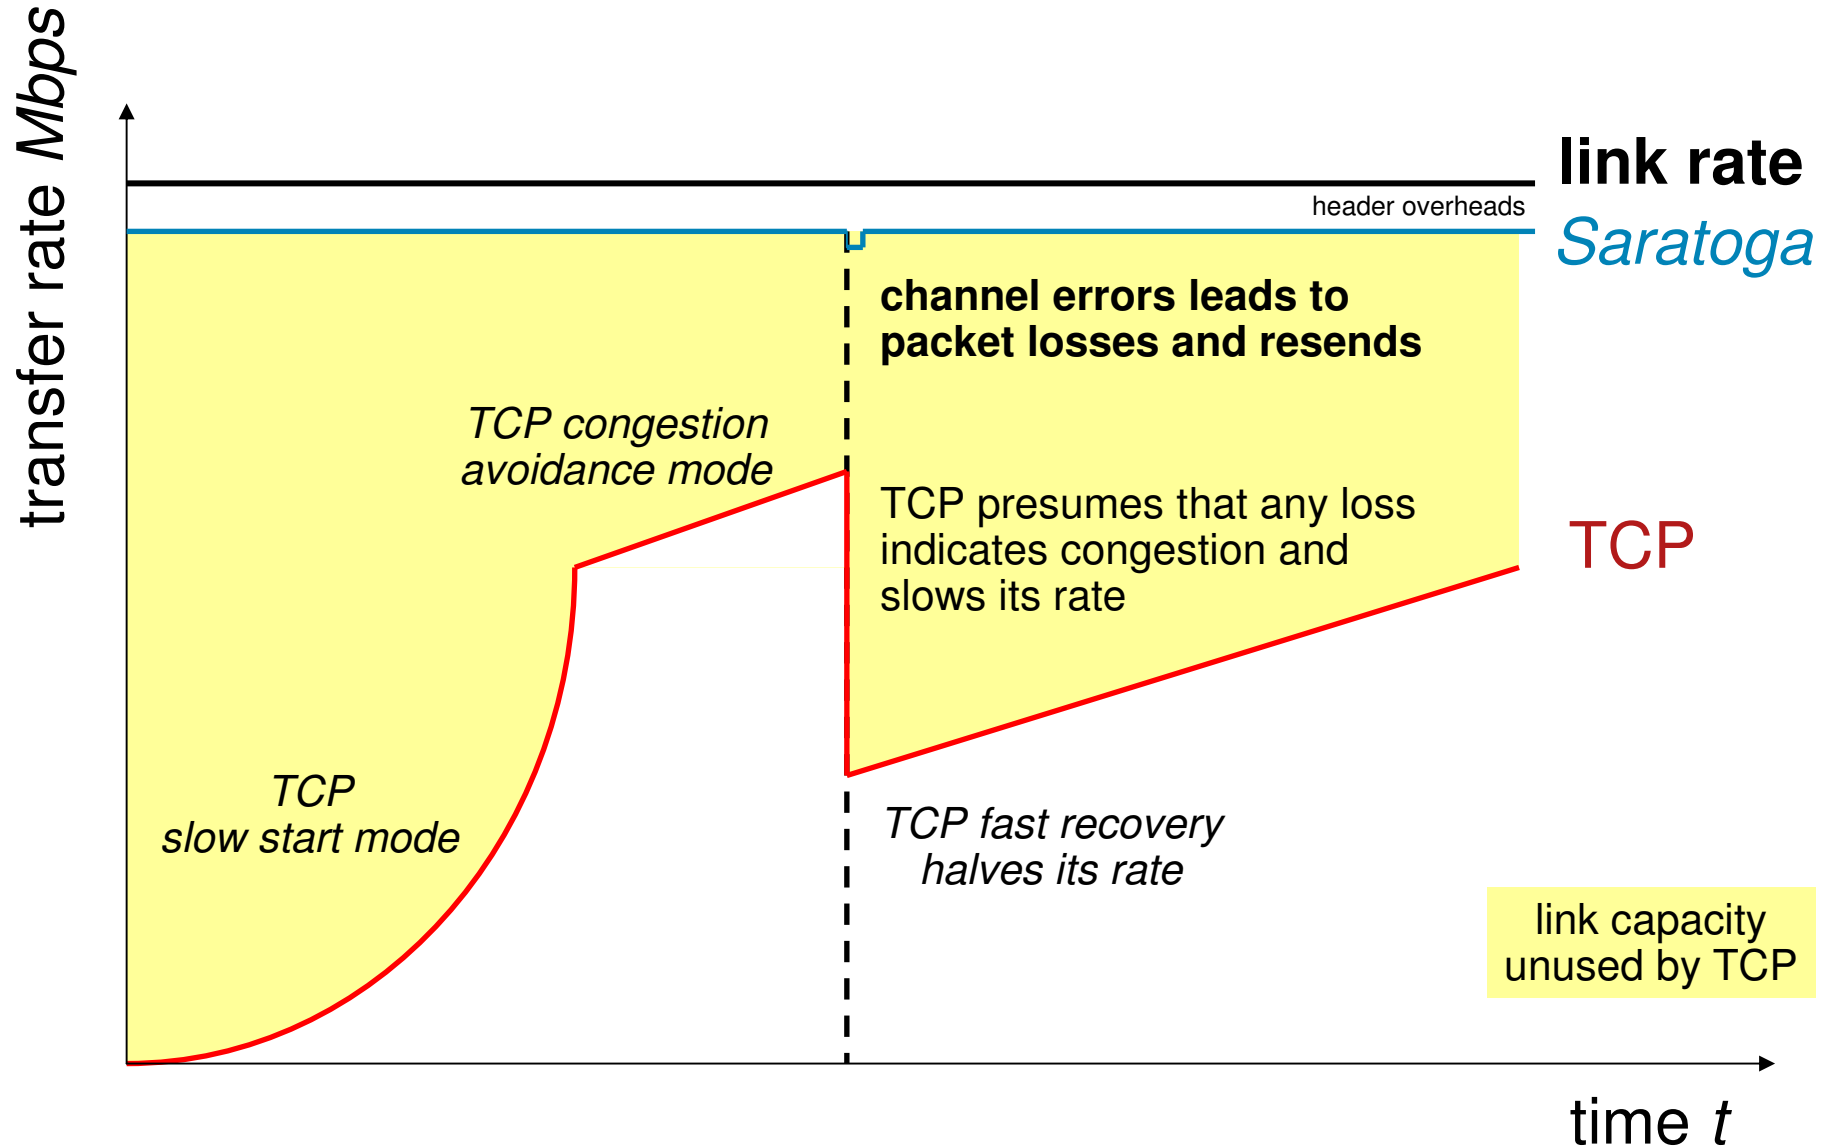 transfer rate Mbps
link rate
header overheads
Saratoga
channel errors leads to
packet losses and resends
TCP congestion
avoidance mode
TCP presumes that any loss
indicates congestion and
slows its rate
TCP
TCP
slow start mode
TCP fast recovery
halves its rate
link capacity
unused by TCP
time t